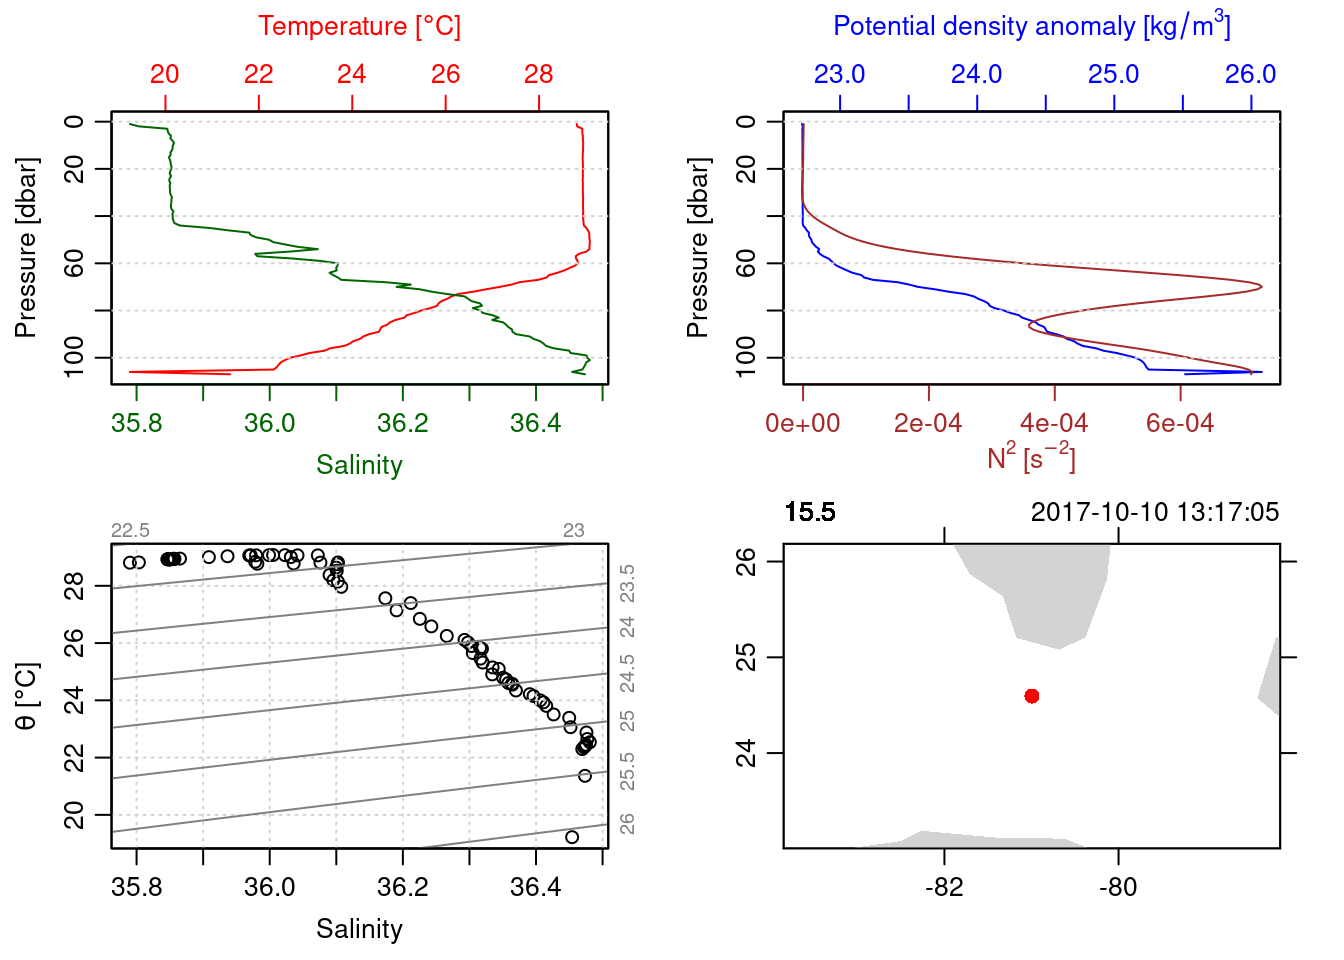 Temperature [°C]
20 22 24 26 28
0
20
60
100
Pressure [dbar]
35.8 36.0 36.2 36.4
Salinity
Potential density anomaly [kg/m³]
23.0 24.0 25.0 26.0
0
20
60
100
Pressure [dbar]
0e+00 2e-04 4e-04 6e-04
N² [s⁻²]
22.5 23
28
26
24
22
20
θ [°C]
23.5
24
24.5
25
25.5
26
35.8 36.0 36.2 36.4
Salinity
15.5 2017-10-10 13:17:05
26
25
24
-82 -80